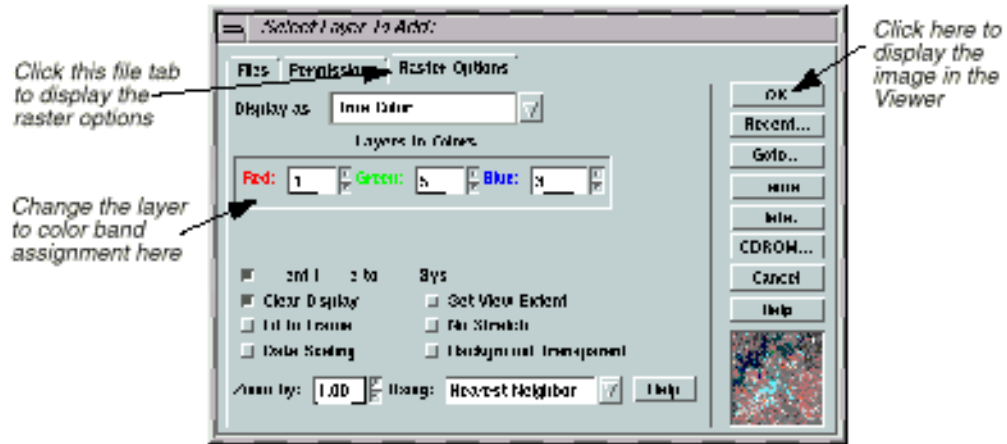 Select Layer To Add:
Click here to
display the
image in the
Viewer
Click this file tab
to display the
raster options
Files Permissions Raster Options
Display as True Color
Layers to Colors
Red: Green: 5 Blue: 3
Change the layer
to color band
assignment here
Clear Display Set View Extent
Fit to Frame No Stretch
Data Scaling Background Transparent
Zoom by: 1.00 Using: Nearest Neighbor Help
OK
Recent...
Goto...
CDROM...
Cancel
Help